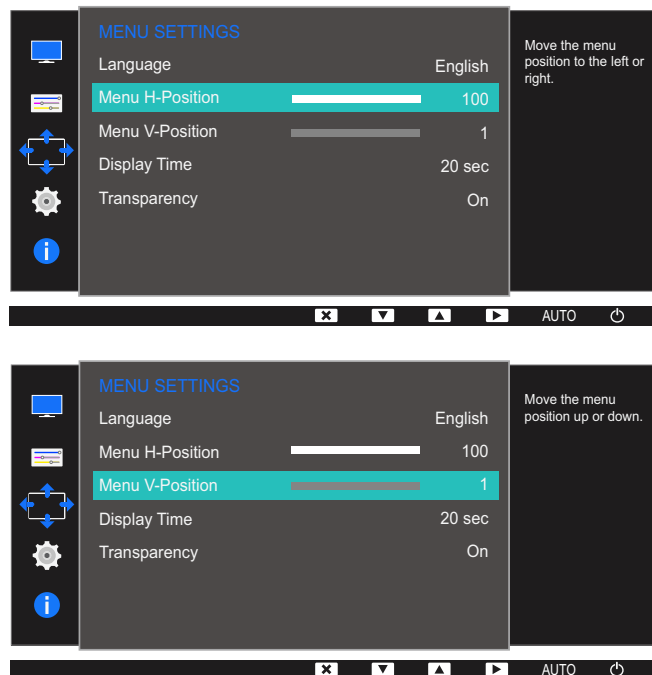 MENU SETTINGS
Language English
Menu H-Position 100
Menu V-Position 1
Display Time 20 sec
Transparency On
Move the menu
position to the left or
right.
i
AUTO
MENU SETTINGS
Language English
Menu H-Position 100
Menu V-Position 1
Display Time 20 sec
Transparency On
Move the menu
position up or down.
i
AUTO